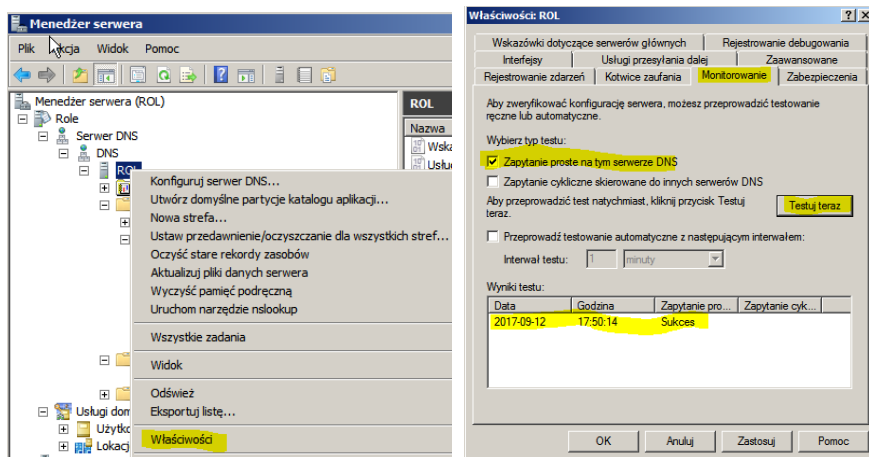 Menedżer serwera
Plik Akcja Widok Pomoc
Menedżer serwera (ROL)
Role
Serwer DNS
DNS
ROL
Nazwa
Konfiguruj serwer DNS...
Utwórz domyślne partycje katalogu aplikacji...
Nowa strefa...
Ustaw przedawnienie/oczyszczanie dla wszystkich stref...
Oczyść stare rekordy zasobów
Aktualizuj pliki danych serwera
Wyczyść pamięć podręczną
Uruchom narzędzie nslookup
Wszystkie zadania
Widok
Odśwież
Eksportuj listę...
Właściwości
ROL
Właściwości: ROL
Wskazówki dotyczące serwerów głównych Rejestrowanie debugowania
Interfejsy Usługi przesyłania dalej Zaawansowane
Rejestrowanie zdarzeń Kotwice zaufania Monitorowanie Zabezpieczenia
Aby zweryfikować konfigurację serwera, możesz przeprowadzić testowanie
ręczne lub automatyczne.
Wybierz typ testu:
Zapytanie proste na tym serwerze DNS
Zapytanie cykliczne skierowane do innych serwerów DNS
Aby przeprowadzić test natychmiast, kliknij przycisk Testuj
teraz.
Testuj teraz
Przeprowadź testowanie automatyczne z następującym interwałem:
Interwał testu: 1 minuty
Wyniki testu:
Data Godzina Zapytanie pro... Zapytanie cyk...
2017-09-12 17:50:14 Sukces
OK Anuluj Zastosuj Pomoc